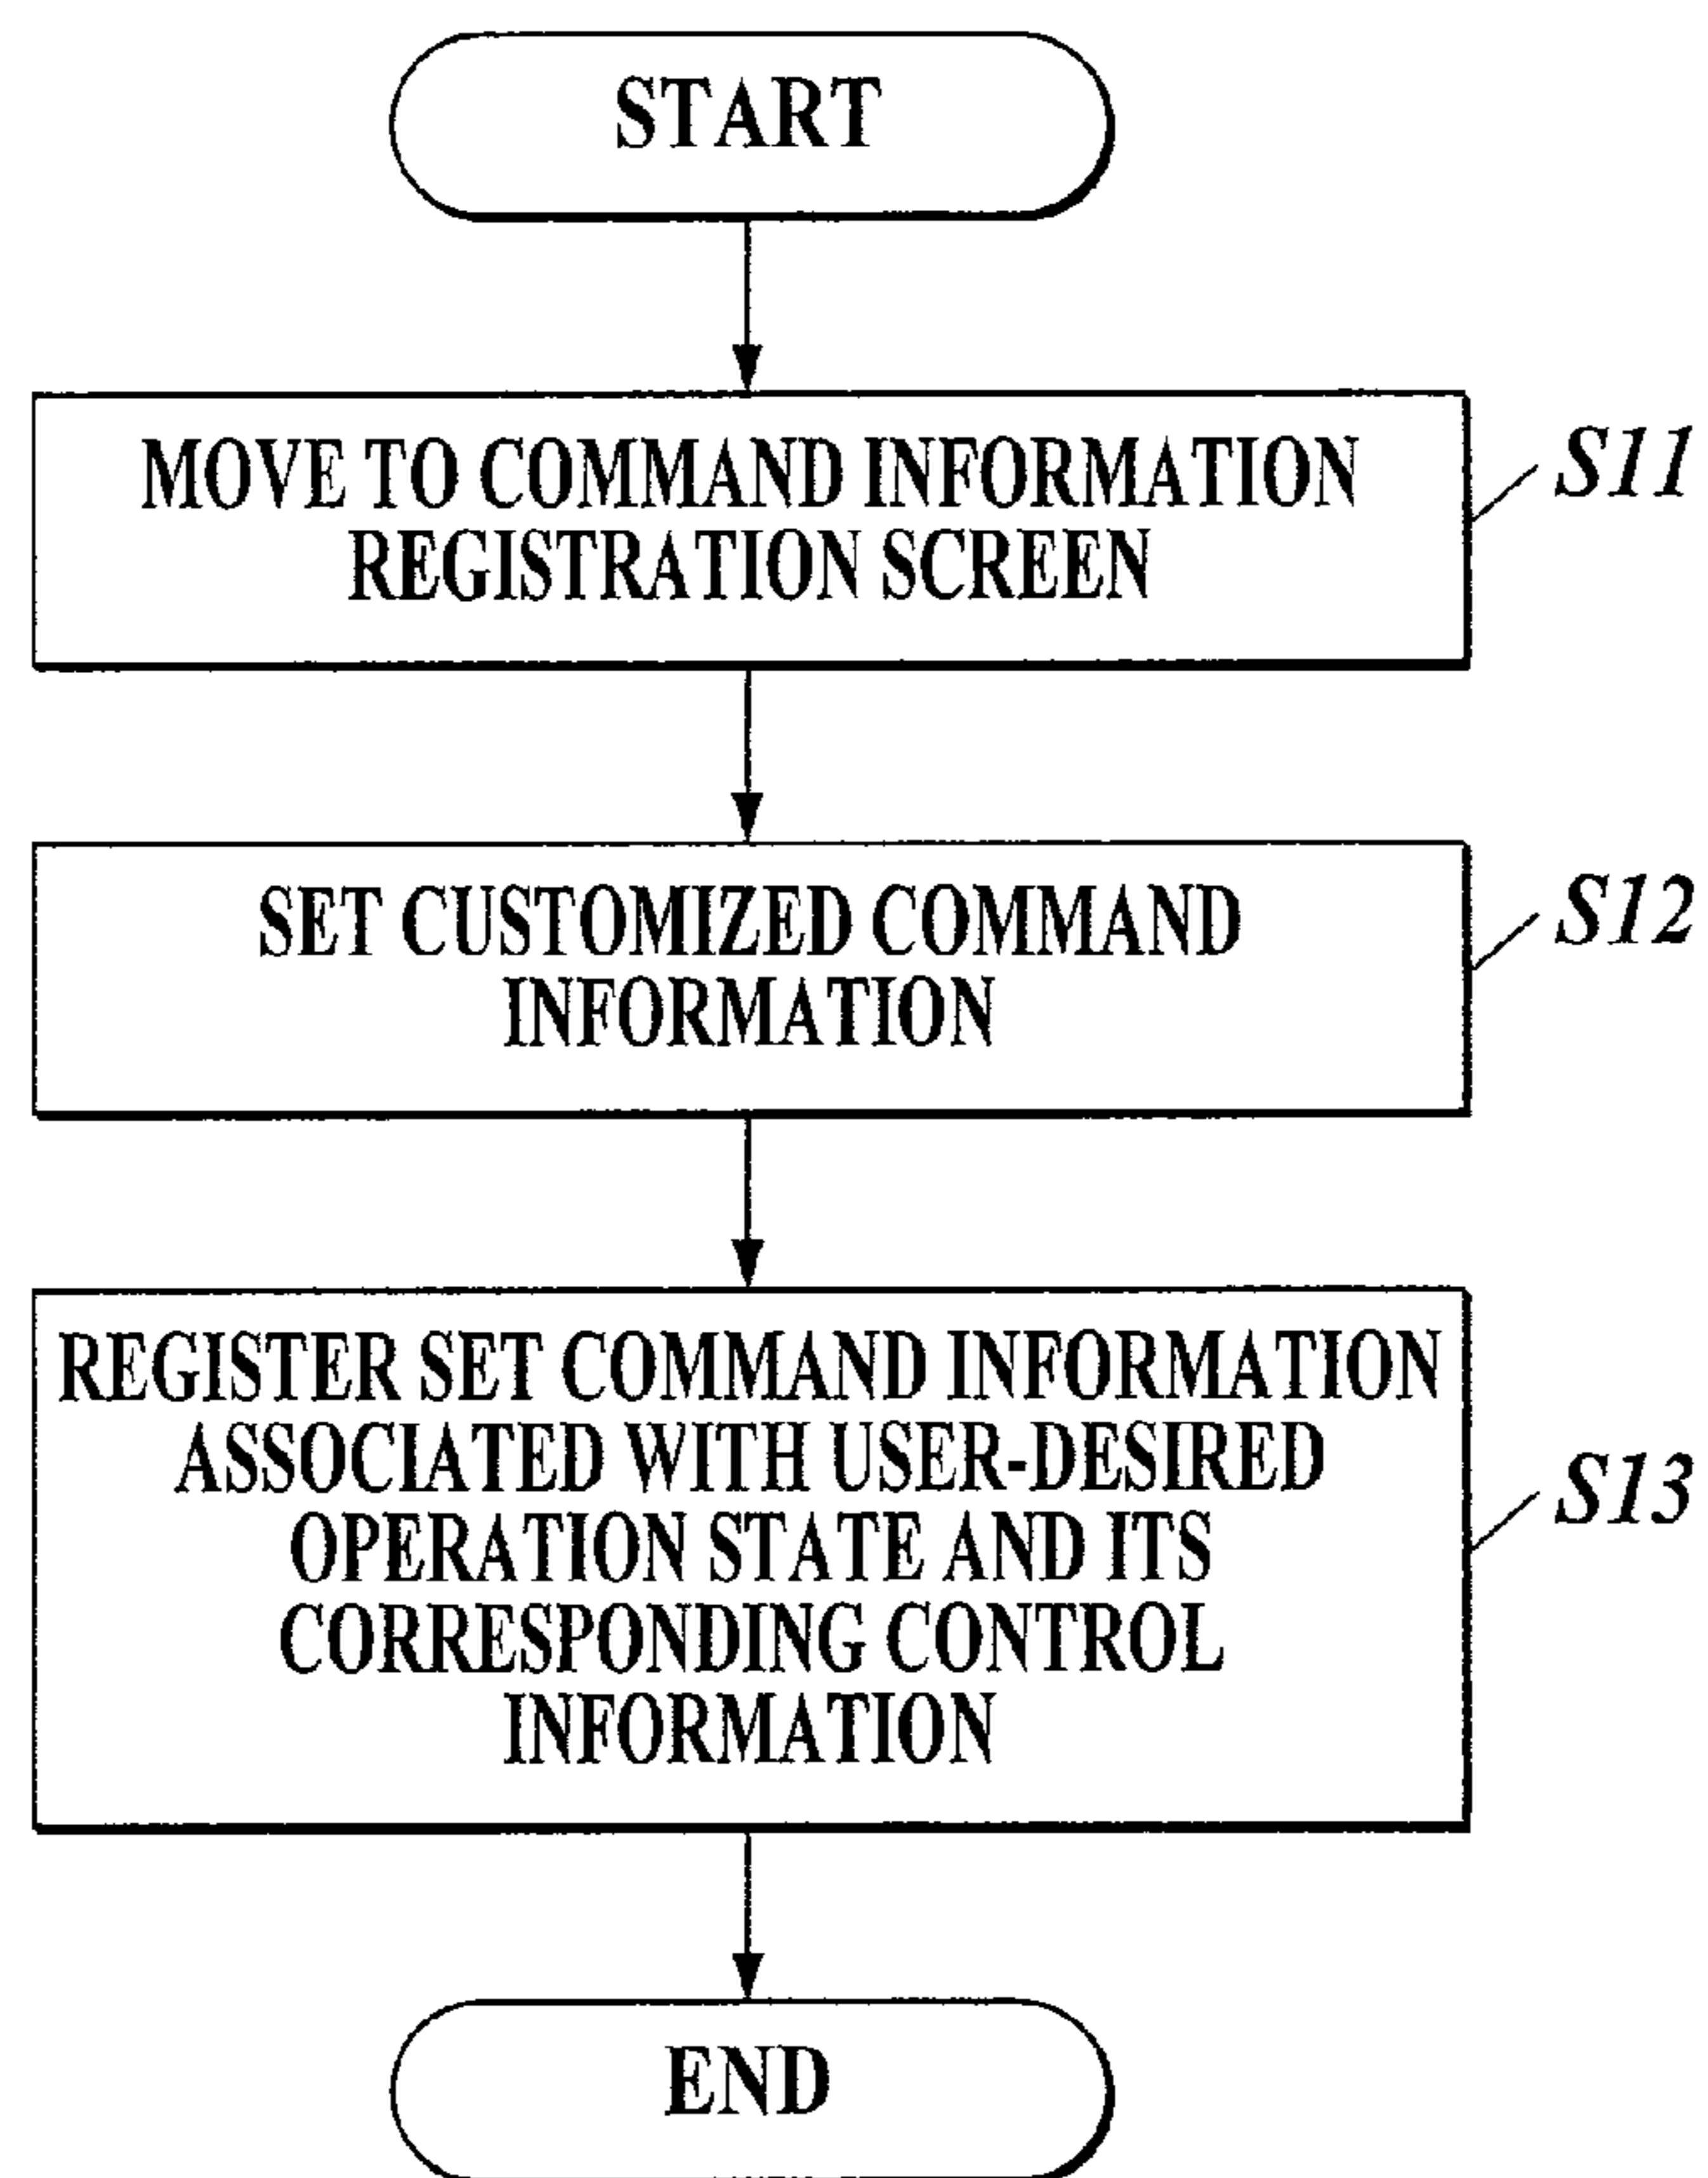 START
MOVE TO COMMAND INFORMATION
REGISTRATION SCREEN
S11
SET CUSTOMIZED COMMAND
INFORMATION
S12
REGISTER SET COMMAND INFORMATION
ASSOCIATED WITH USER-DESIRED
OPERATION STATE AND ITS
CORRESPONDING CONTROL
INFORMATION
S13
END